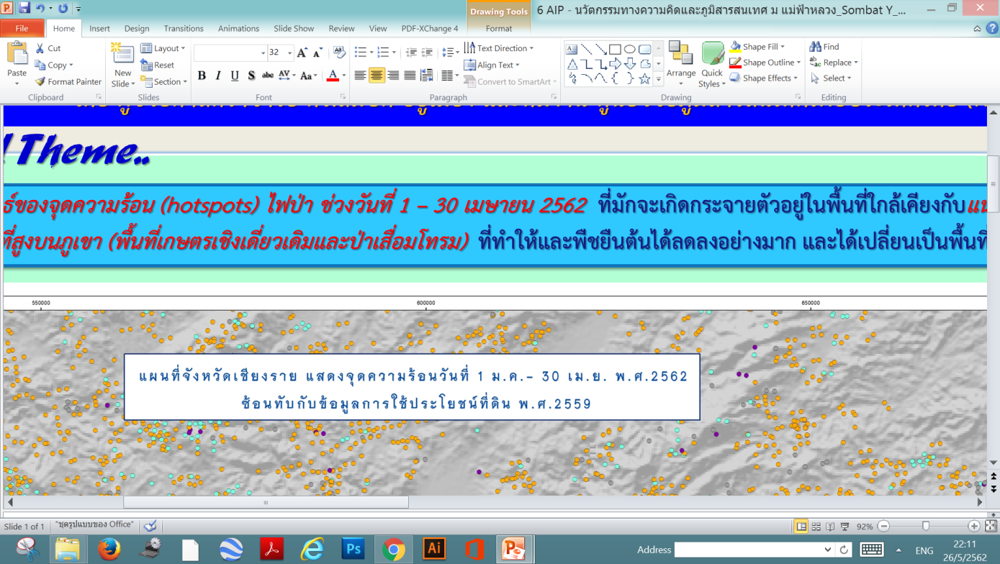 Drawing Tools
6 AIP - นวัตกรรมทางความคิดและภูมิสารสนเทศ ม แม่ฟ้าหลวง_Sombat Y_...
File Home Insert Design Transitions Animations Slide Show Review View PDF-XChange 4 Format
Paste
Cut
Copy
Format Painter
Clipboard
New Slide
Layout
Reset
Section
Slides
32
Font
Text Direction
Align Text
Convert to SmartArt
Paragraph
Arrange
Quick Styles
Shape Fill
Shape Outline
Shape Effects
Drawing
Find
Replace
Select
Editing
Theme..
ของจุดความร้อน (hotspots) ไฟป่า ช่วงวันที่ 1 – 30 เมษายน 2562 ที่มักจะเกิดกระจายตัวอยู่ในพื้นที่ใกล้เคียงกับ
ที่สูงบนภูเขา (พื้นที่เกษตรเชิงเดี่ยวเดิมและป่าเสื่อมโทรม) ที่ทำให้และพืชยืนต้นได้ลดลงอย่างมาก และได้เปลี่ยนเป็นพื้นที่
550000 600000 650000
แผนที่จังหวัดเชียงราย แสดงจุดความร้อนวันที่ 1 ม.ค.– 30 เม.ย. พ.ศ.2562
ซ้อนทับกับข้อมูลการใช้ประโยชน์ที่ดิน พ.ศ.2559
Slide 1 of 1 "ชุดรูปแบบของ Office" 92%
Ps Ai Address ENG
22:11
26/5/2562